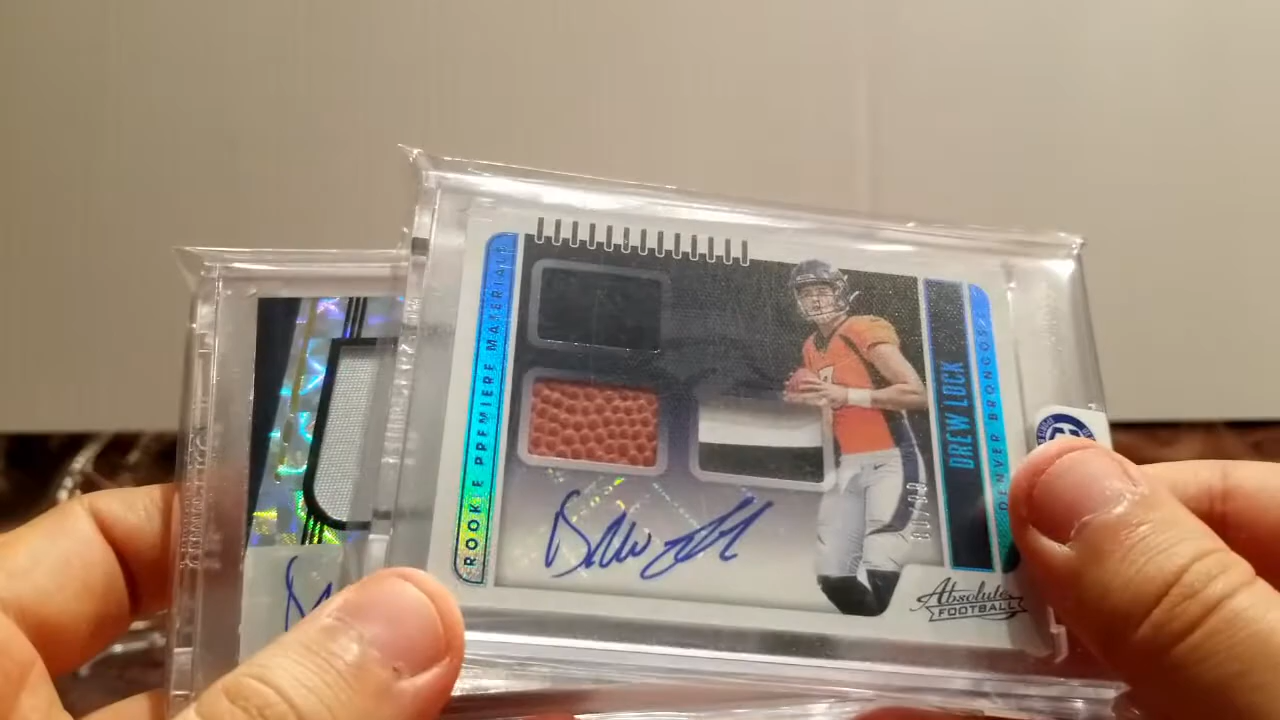 ROOKIE PREMIERE MATERIALS
DREW LOCK
DENVER BRONCOS
Absolute
FOOTBALL